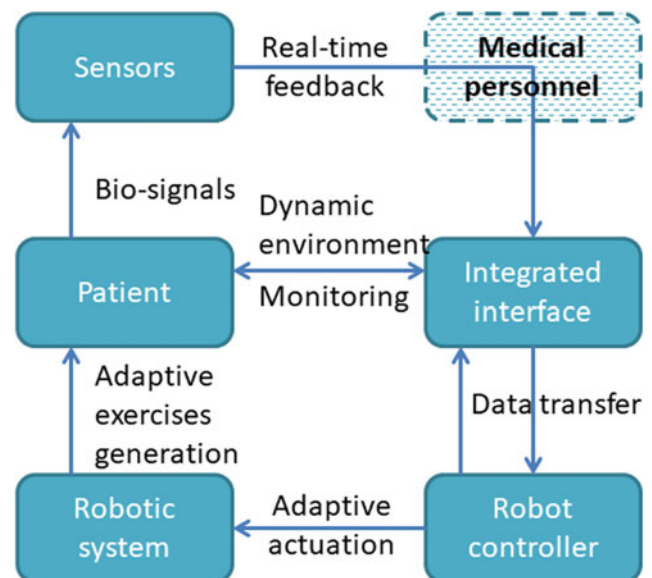 Sensors
Real-time
feedback
Medical
personnel
Bio-signals
Dynamic
environment
Monitoring
Patient
Integrated
interface
Adaptive
exercises
generation
Data transfer
Robotic
system
Adaptive
actuation
Robot
controller